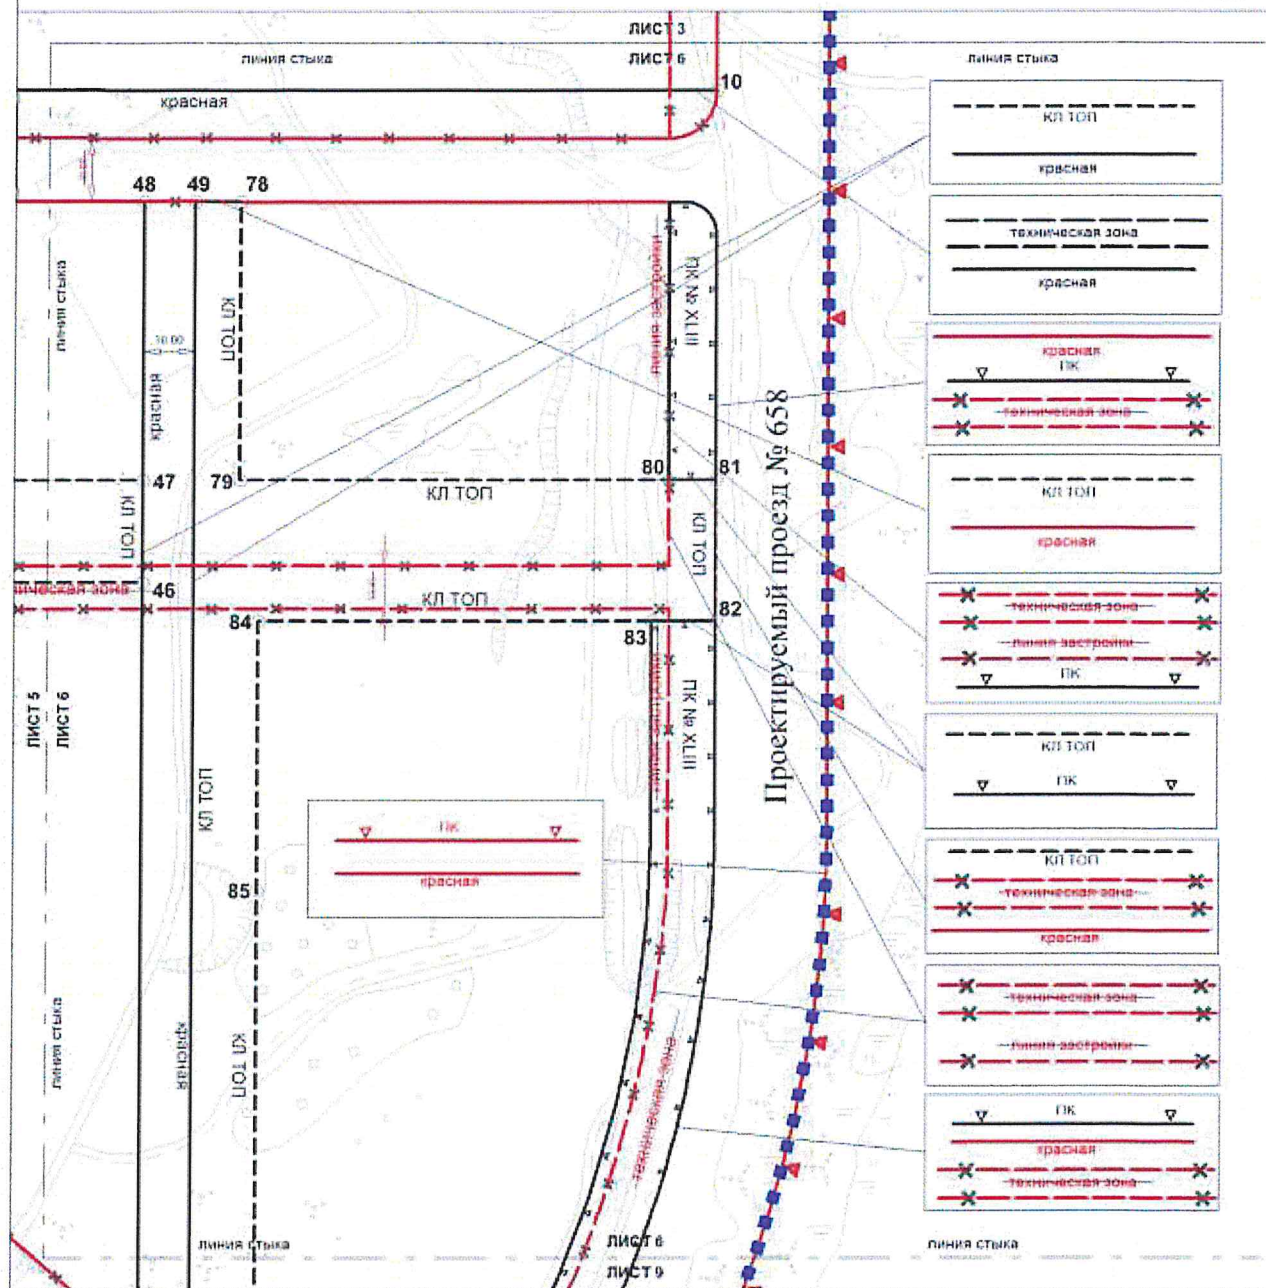 ЛИСТ 3
линия стыка
ЛИСТ 6
линия стыка
10
красная
КЛ ТОП
красная
48
49
78
техническая зона
красная
линия стыка
КЛ ТОП
10.00
красная
линия застройки
ПК № XLIII
красная
ПК
техническая зона
Проектируемый проезд № 658
47
79
80
81
КЛ ТОП
КЛ ТОП
КЛ ТОП
КЛ ТОП
красная
46
КЛ ТОП
84
83
82
техническая зона
линия застройки
ПК
ЛИСТ 5
ЛИСТ 6
ПК № XLIII
КЛ ТОП
КЛ ТОП
ПК
ПК
красная
85
КЛ ТОП
техническая зона
красная
линия стыка
красная
КЛ ТОП
техническая зона
техническая зона
линия застройки
ПК
красная
техническая зона
линия стыка
ЛИСТ 6
линия стыка
ЛИСТ 9